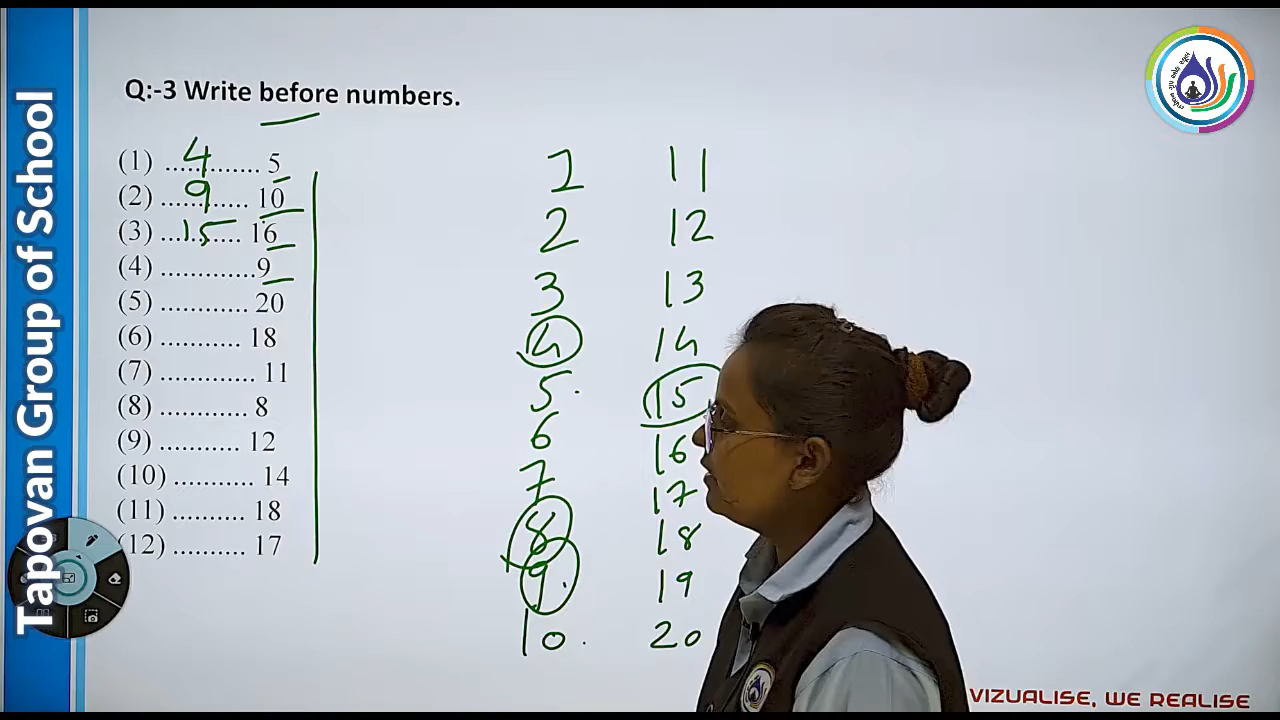 Tapovan Group of School
Q:-3 Write before numbers.
(1) 4 .............. 5
(2) 9 ............ 10
(3) 15 ........... 16
(4) .............9
(5) ............ 20
(6) ........... 18
(7) ............. 11
(8) ............ 8
(9) ........... 12
(10) ........... 14
(11) .......... 18
(12) .......... 17
1 11
2 12
3 13
4 14
5 15
6 16
7 17
8 18
9 19
10 20
VIZUALISE, WE REALISE